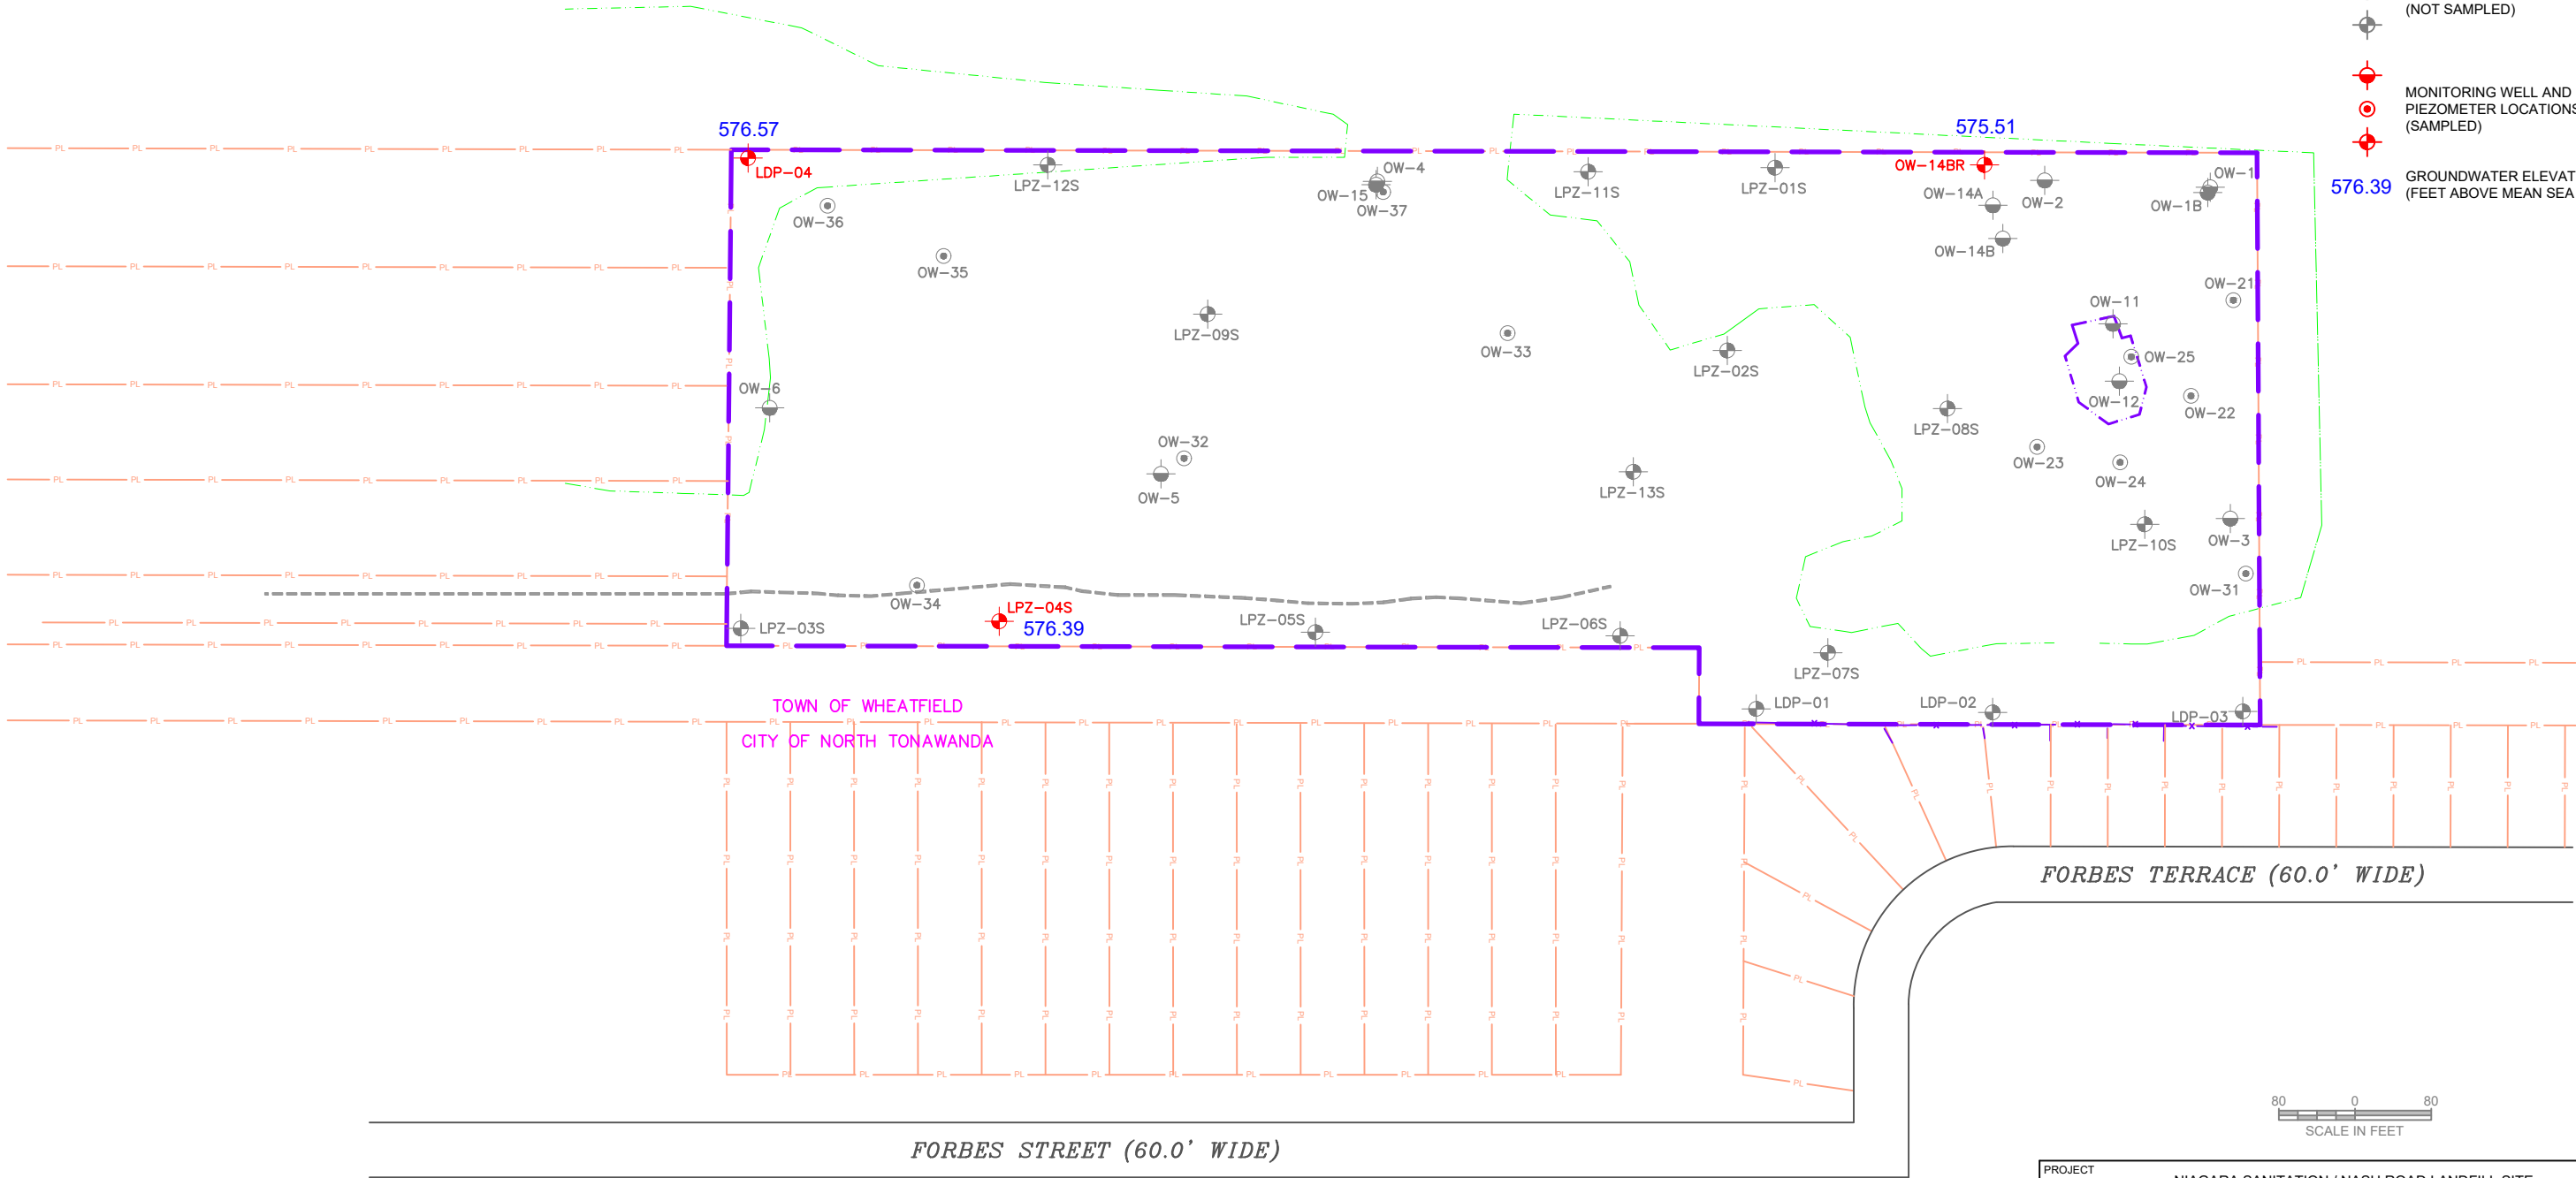 (NOT SAMPLED)
MONITORING WELL AND
PIEZOMETER LOCATIONS
(SAMPLED)
576.39
GROUNDWATER ELEVAT
(FEET ABOVE MEAN SEA
576.57
575.51
LDP-04
LPZ-12S
OW-4
OW-15
OW-37
LPZ-11S
LPZ-01S
OW-14BR
OW-14A
OW-2
OW-1
OW-1B
OW-36
OW-14B
OW-35
OW-21
OW-11
LPZ-09S
OW-33
OW-25
LPZ-02S
OW-6
OW-12
OW-22
LPZ-08S
OW-32
OW-23
OW-24
OW-5
LPZ-13S
OW-3
LPZ-10S
OW-31
OW-34
LPZ-04S
LPZ-03S
576.39
LPZ-05S
LPZ-06S
LPZ-07S
LDP-01
LDP-02
LDP-03
TOWN OF WHEATFIELD
CITY OF NORTH TONAWANDA
FORBES TERRACE (60.0' WIDE)
80 0 80
SCALE IN FEET
FORBES STREET (60.0' WIDE)
PROJECT
NIAGARA SANITATION / NASH ROAD LANDFILL SITE